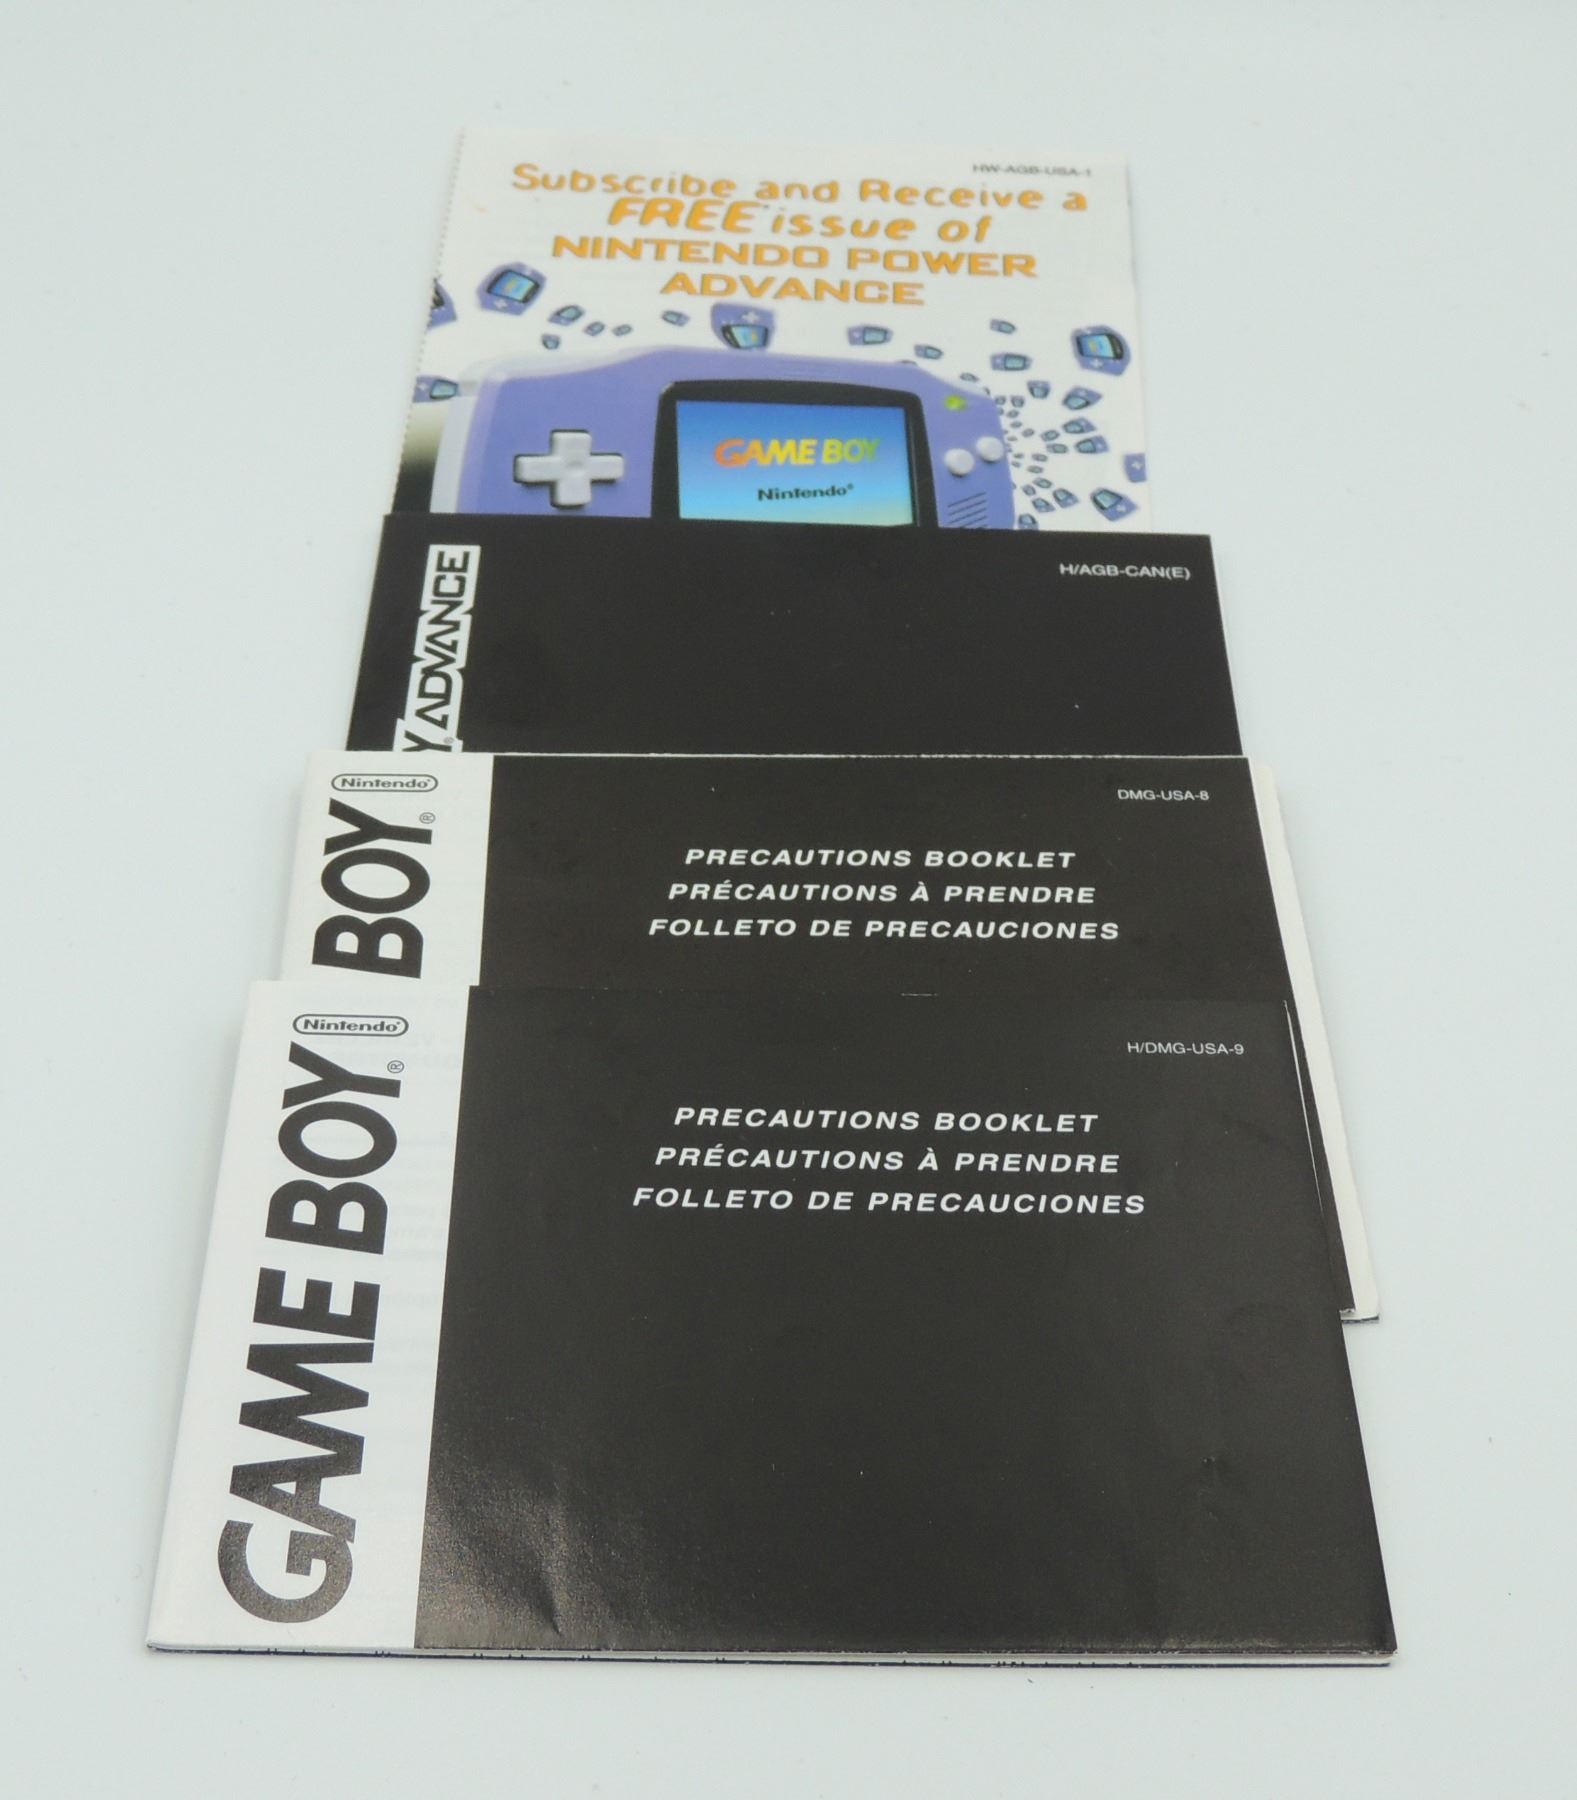 HW-AGB-USA-1
Subscribe and Receive a
FREE issue of
NINTENDO POWER
ADVANCE
GAME BOY
Nintendo®
H/AGB-CAN(E)
Y® ADVANCE
Nintendo®
BOY®
DMG-USA-8
PRECAUTIONS BOOKLET
PRÉCAUTIONS À PRENDRE
FOLLETO DE PRECAUCIONES
Nintendo®
GAME BOY®
H/DMG-USA-9
PRECAUTIONS BOOKLET
PRÉCAUTIONS À PRENDRE
FOLLETO DE PRECAUCIONES